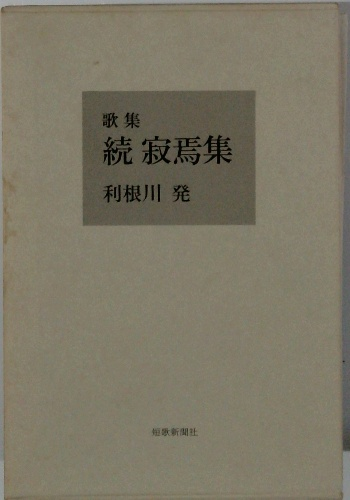 歌集
続 寂焉集
利根川 発
短歌新聞社